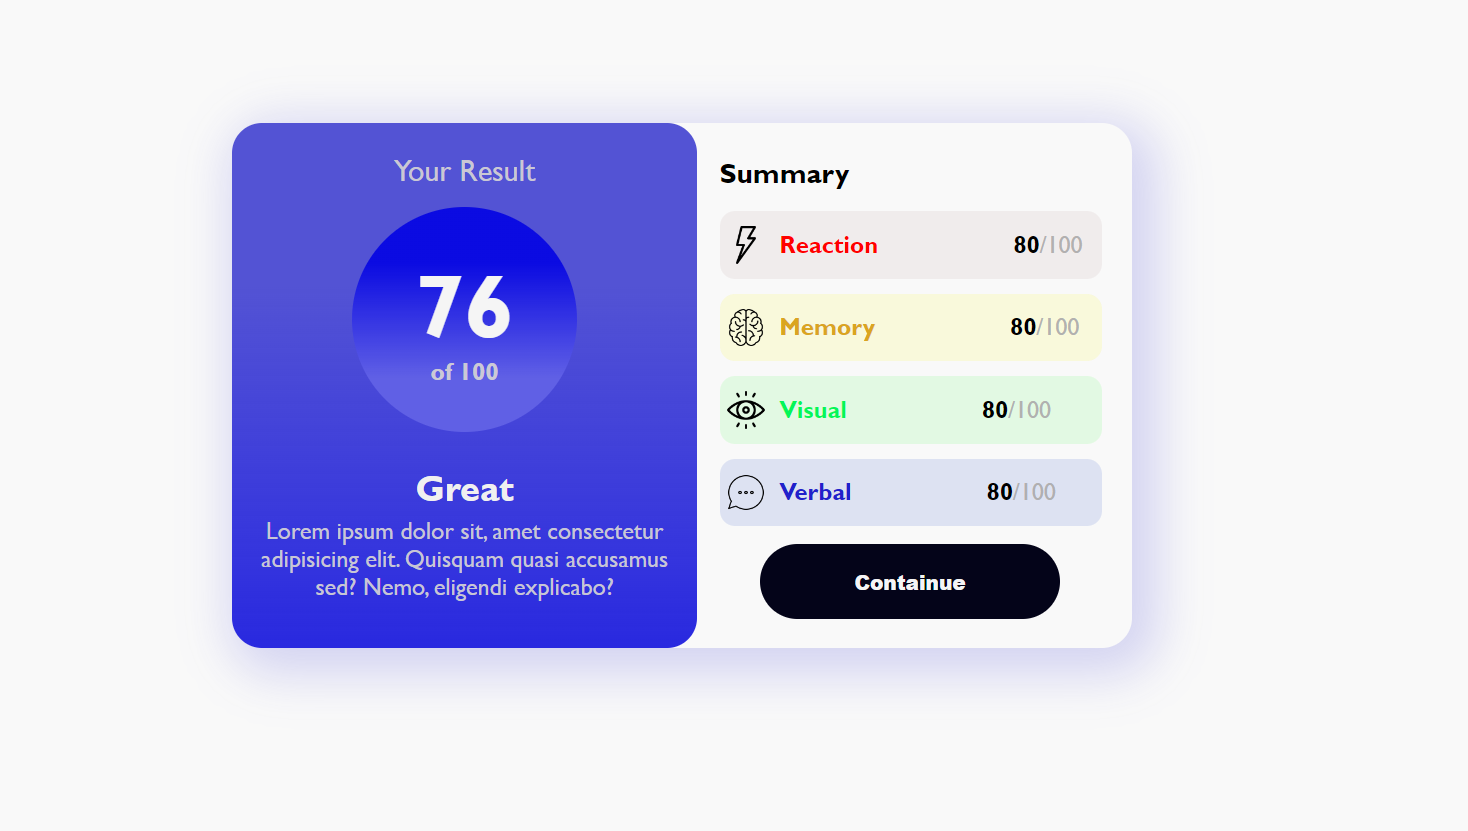 Your Result
76
of 100
Great
Lorem ipsum dolor sit, amet consectetur
adipisicing elit. Quisquam quasi accusamus
sed? Nemo, eligendi explicabo?
Summary
Reaction 80/100
Memory 80/100
Visual 80/100
Verbal 80/100
Containue